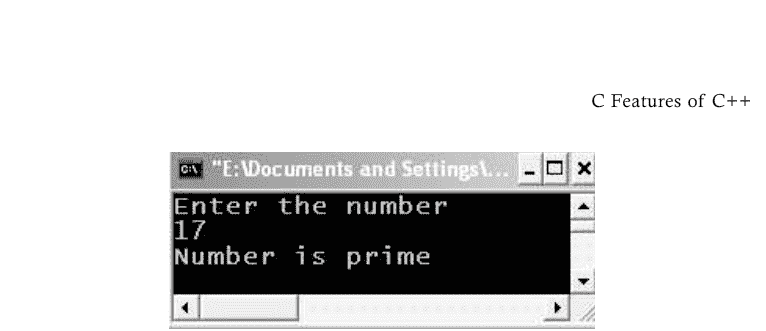 C Features of C++
"E:\Documents and Settings\...
Enter the number
17
Number is prime